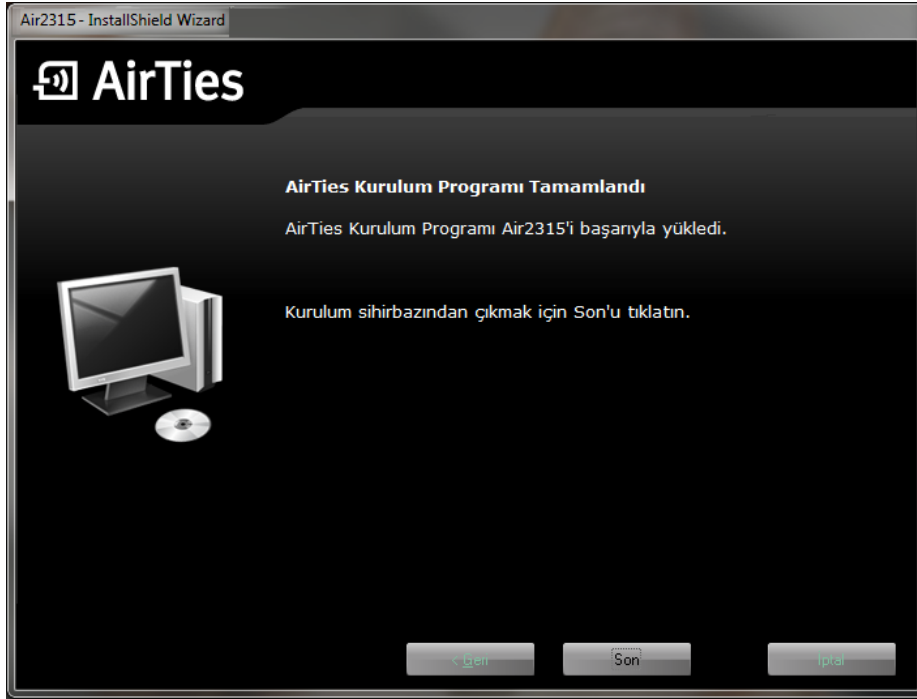 Air2315 - InstallShield Wizard
AirTies
AirTies Kurulum Programı Tamamlandı
AirTies Kurulum Programı Air2315'i başarıyla yükledi.
Kurulum sihirbazından çıkmak için Son'u tıklatın.
< Geri
Son
İptal